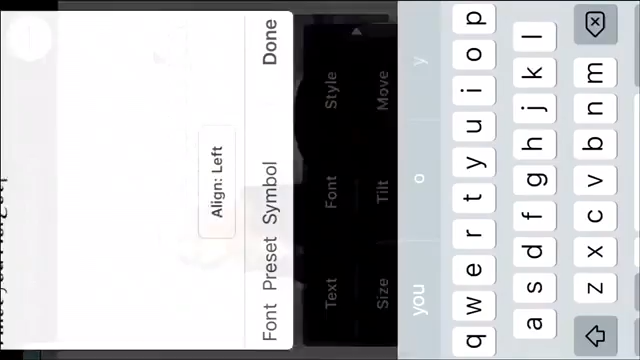 Align: Left
Font Preset Symbol Done
Text Font Style
Size Tilt Move
you o y
q w e r t y u i o p
a s d f g h j k l
z x c v b n m